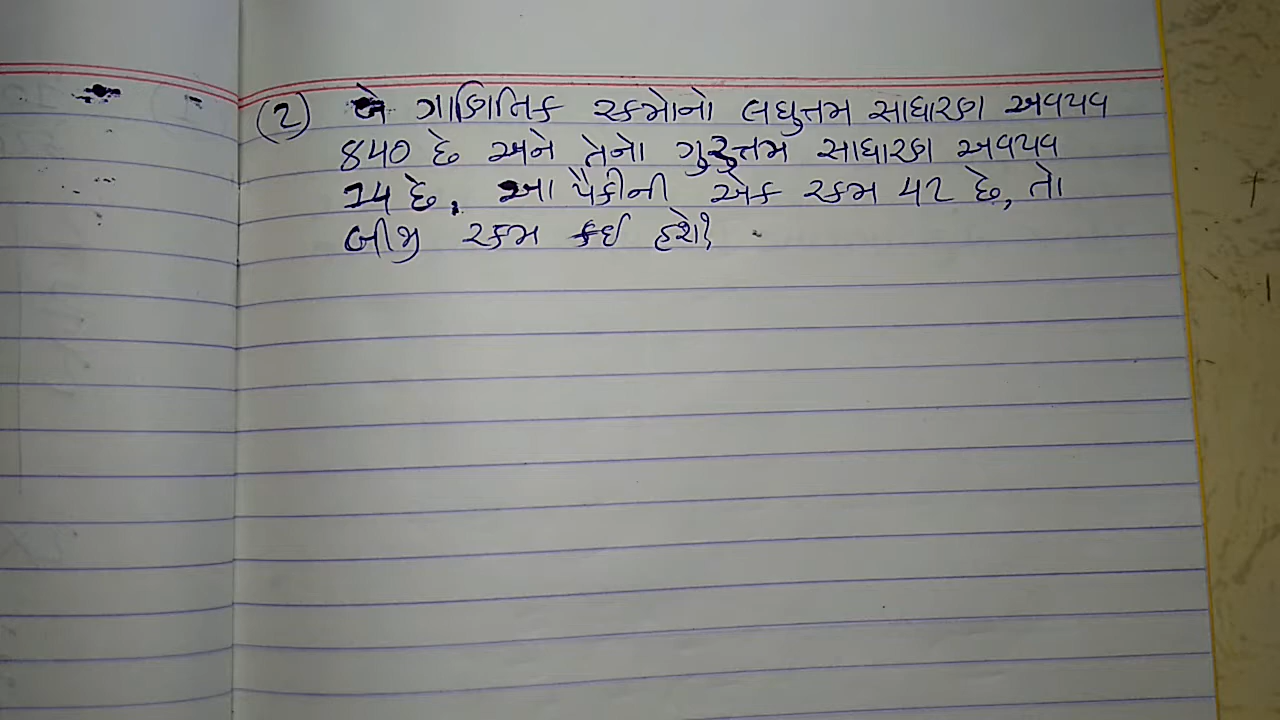 (2) બે ગાણિતિક રકમોનો લઘુત્તમ સાધારણ અવયવ
840 છે અને તેનો ગુરુત્તમ સાધારણ અવયવ
14 છે. આ પૈકીની એક રકમ 42 છે, તો
બીજી રકમ કઈ હશે?